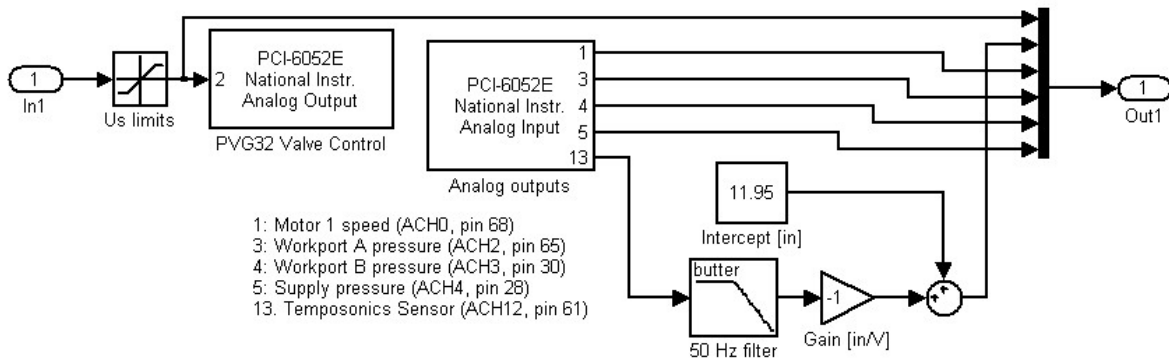 1
In1
Us limits
2
PCI-6052E
National Instr.
Analog Output
PVG32 Valve Control
PCI-6052E
National Instr.
Analog Input
1
3
4
5
13
Analog outputs
1
Out1
11.95
Intercept [in]
1: Motor 1 speed (ACH0, pin 68)
3: Workport A pressure (ACH2, pin 65)
4: Workport B pressure (ACH3, pin 30)
5: Supply pressure (ACH4, pin 28)
13. Temposonics Sensor (ACH12, pin 61)
butter
50 Hz filter
-1
Gain [in/V]